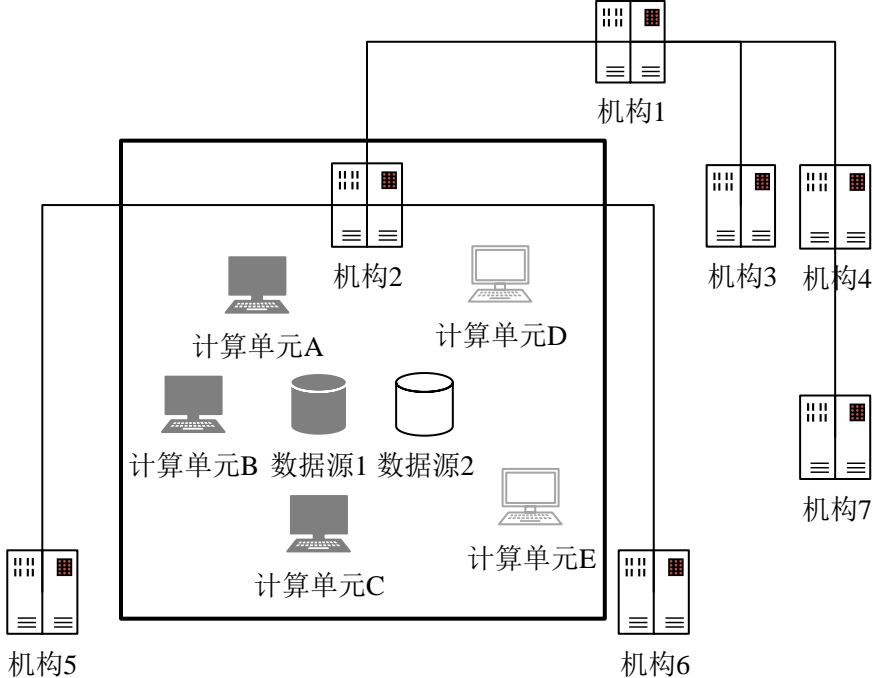 机构1
机构2
机构3
机构4
计算单元A
计算单元D
计算单元B
数据源1
数据源2
机构7
计算单元E
计算单元C
机构5
机构6